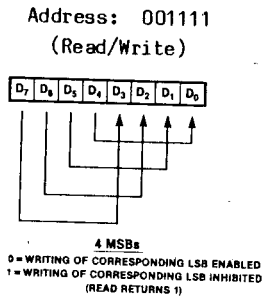 Address: 001111
(Read/Write)
D7 D6 D5 D4 D3 D2 D1 D0
4 MSBs
0 = WRITING OF CORRESPONDING LSB ENABLED
1 = WRITING OF CORRESPONDING LSB INHIBITED
(READ RETURNS 1)